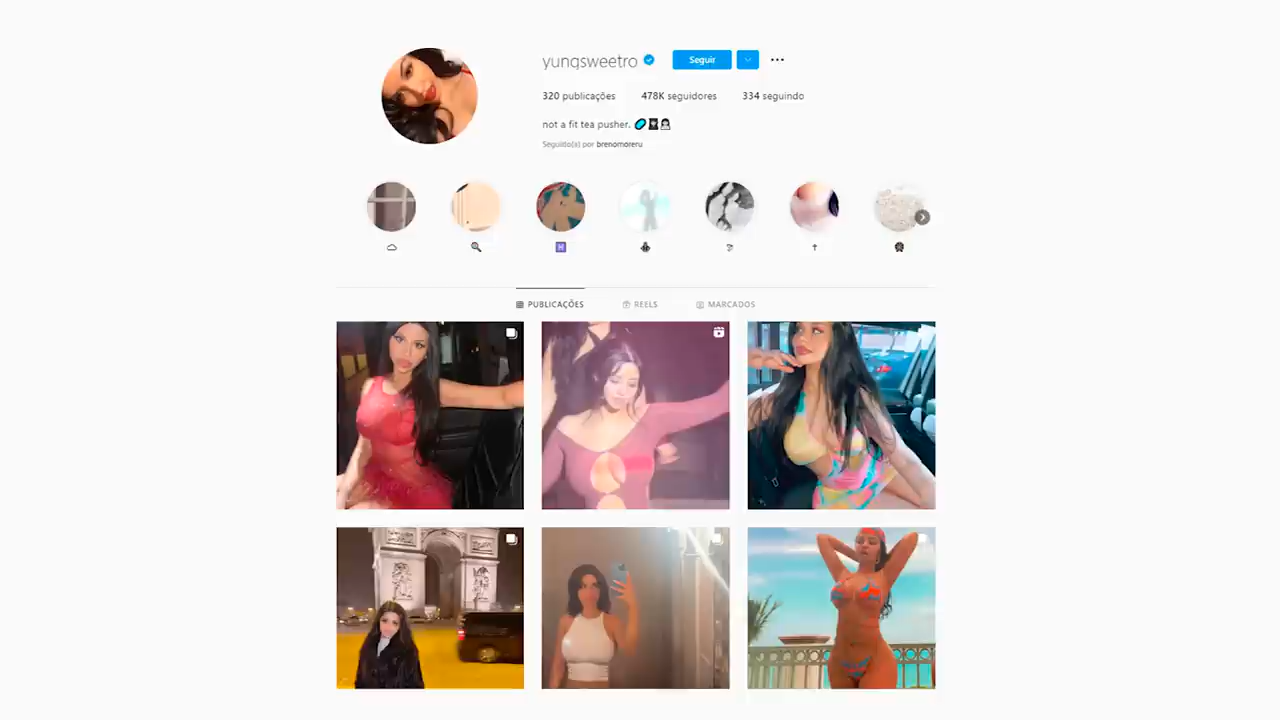 yungsweetro
Seguir
320 publicações 478K seguidores 334 seguindo
not a fit tea pusher.
Seguido(a) por brenomoreru
H
PUBLICAÇÕES REELS MARCADOS